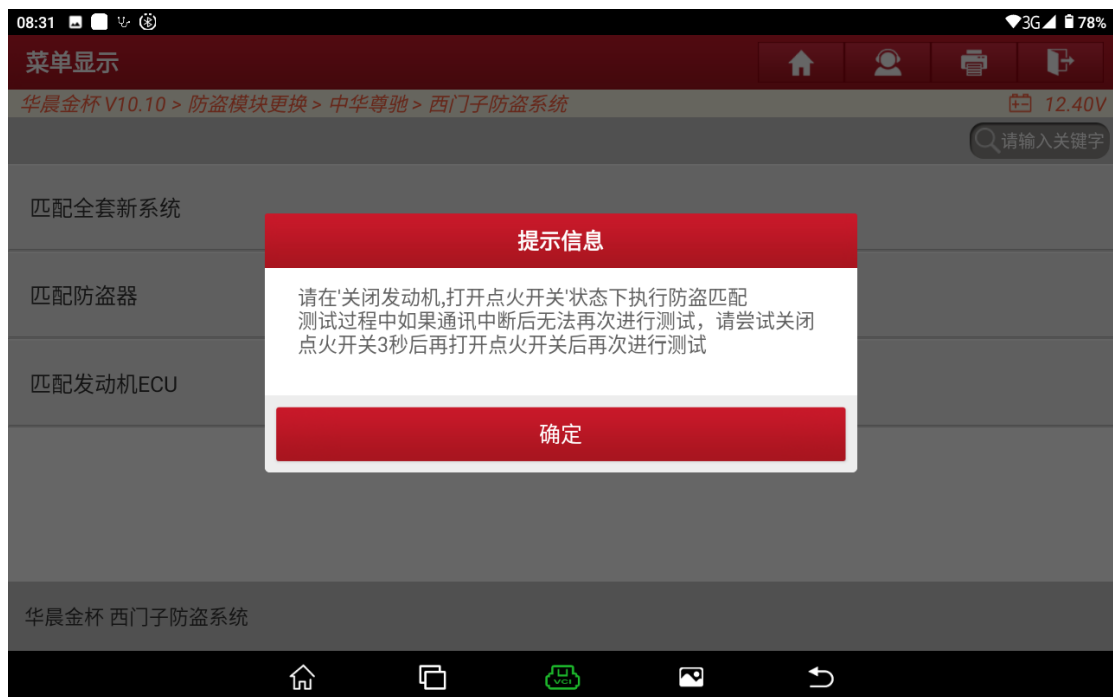 08:31
3G 78%
菜单显示
华晨金杯 V10.10 > 防盗模块更换 > 中华尊驰 > 西门子防盗系统
12.40V
请输入关键字
匹配全套新系统
提示信息
匹配防盗器
请在'关闭发动机,打开点火开关'状态下执行防盗匹配
测试过程中如果通讯中断后无法再次进行测试，请尝试关闭
点火开关3秒后再打开点火开关后再次进行测试
匹配发动机ECU
确定
华晨金杯 西门子防盗系统
VCI